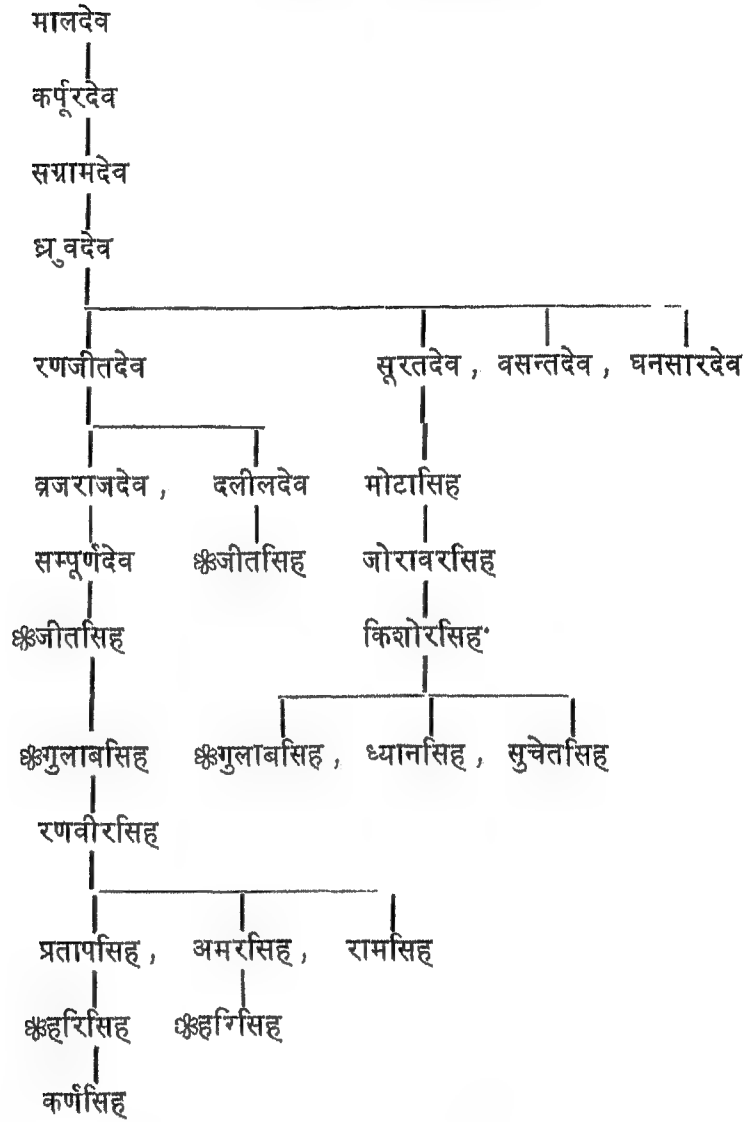 मालदेव
कर्पूरदेव
सग्रामदेव
ध्रुवदेव
रणजीतदेव सूरतदेव , वसन्तदेव , घनसारदेव
व्रजराजदेव , दलीलदेव मोटासिह
सम्पूर्णदेव ❀जीतसिह जोरावरसिह
❀जीतसिह किशोरसिह
❀गुलाबसिह ❀गुलाबसिह , ध्यानसिह , सुचेतसिह
रणवीरसिह
प्रतापसिह , अमरसिह , रामसिह
❀हरिसिह ❀हरिसिह
कर्णसिह